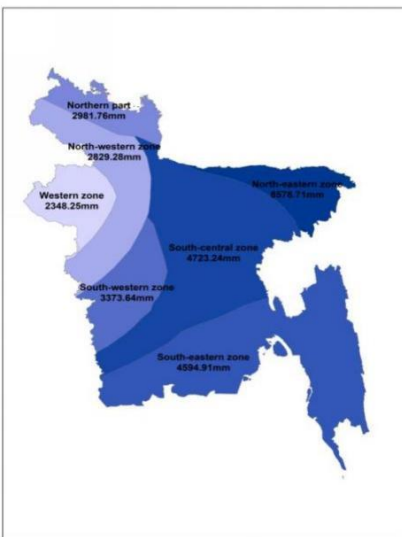 Northern part
2981.76mm
North-western zone
2829.28mm
Western zone
2348.25mm
North-eastern zone
South-central zone
4723.24mm
South-western zone
3373.64mm
South-eastern zone
4594.91mm